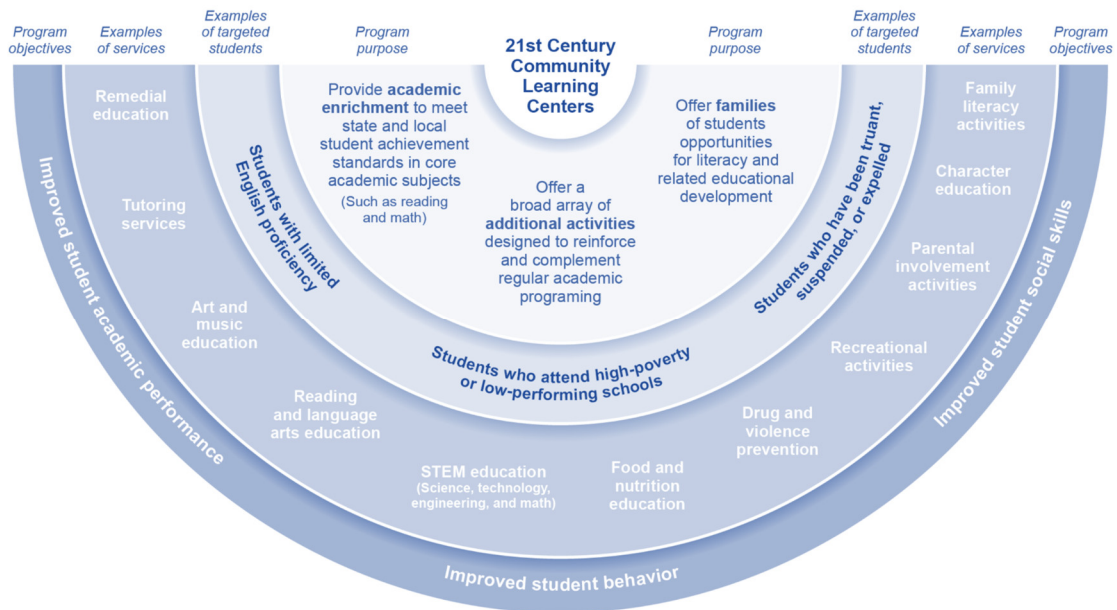 Program
objectives
Examples
of services
Examples
of targeted
students
Program
purpose
21st Century
Community
Learning
Centers
Program
purpose
Examples
of targeted
students
Examples
of services
Program
objectives
Provide academic
enrichment to meet
state and local
student achievement
standards in core
academic subjects
(Such as reading
and math)
Offer a
broad array of
additional activities
designed to reinforce
and complement
regular academic
programing
Offer families
of students
opportunities
for literacy and
related educational
development
Students with limited
English proficiency
Students who attend high-poverty
or low-performing schools
Students who have been truant,
suspended, or expelled
Remedial
education
Tutoring
services
Art and
music
education
Reading
and language
arts education
STEM education
(Science, technology,
engineering, and math)
Food and
nutrition
education
Drug and
violence
prevention
Recreational
activities
Parental
involvement
activities
Character
education
Family
literacy
activities
Improved student academic performance
Improved student behavior
Improved student social skills